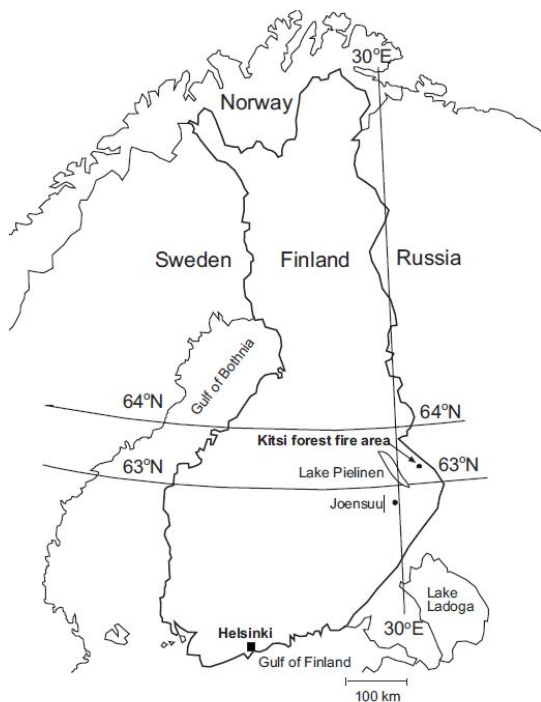 30°E
Norway
Sweden
Finland
Russia
Gulf of Bothnia
64°N
64°N
Kitsi forest fire area
63°N
63°N
Lake Pielinen
Joensuu
Lake
Ladoga
30°E
Helsinki
Gulf of Finland
100 km